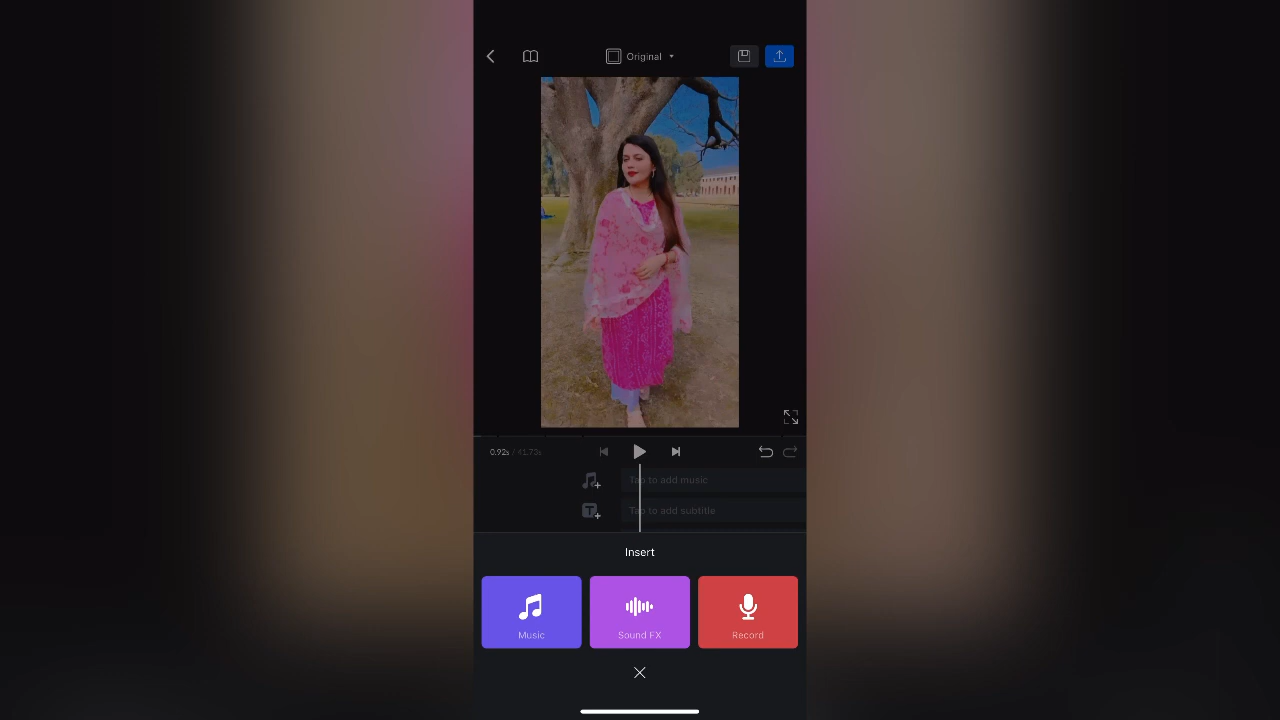 Original
0.92s / 41.73s
Tap to add music
T
Tap to add subtitle
Insert
Music
Sound FX
Record